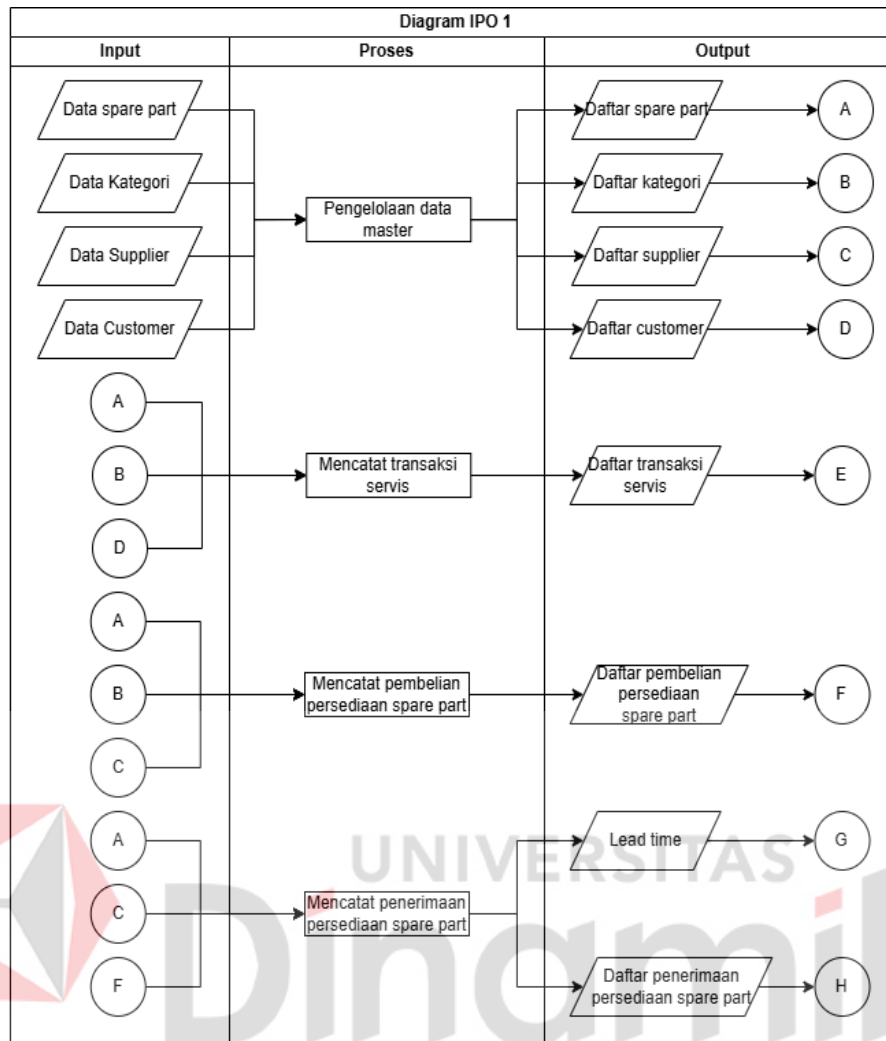 Diagram IPO 1
Input
Proses
Output
Data spare part
Data Kategori
Data Supplier
Data Customer
Pengelolaan data
master
Daftar spare part
A
Daftar kategori
B
Daftar supplier
C
Daftar customer
D
A
B
D
Mencatat transaksi
servis
Daftar transaksi
servis
E
A
B
C
Mencatat pembelian
persediaan spare part
Daftar pembelian
persediaan
spare part
F
A
C
F
Mencatat penerimaan
persediaan spare part
Lead time
G
Daftar penerimaan
persediaan spare part
H
UNIVERSITAS